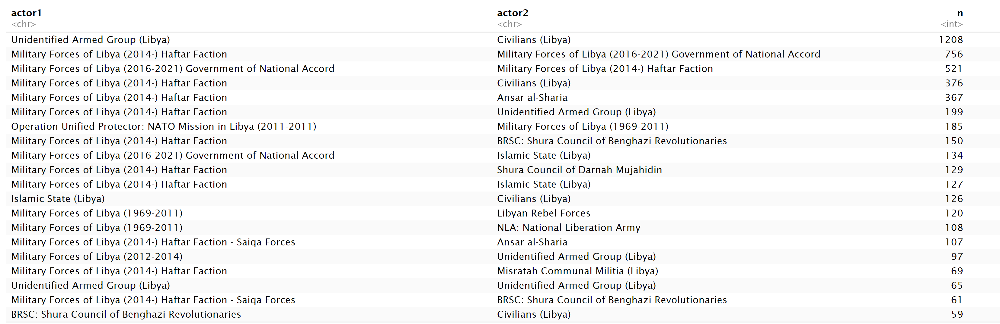 actor1 actor2 n
<chr> <chr> <int>
Unidentified Armed Group (Libya) Civilians (Libya) 1208
Military Forces of Libya (2014-) Haftar Faction Military Forces of Libya (2016-2021) Government of National Accord 756
Military Forces of Libya (2016-2021) Government of National Accord Military Forces of Libya (2014-) Haftar Faction 521
Military Forces of Libya (2014-) Haftar Faction Civilians (Libya) 376
Military Forces of Libya (2014-) Haftar Faction Ansar al-Sharia 367
Military Forces of Libya (2014-) Haftar Faction Unidentified Armed Group (Libya) 199
Operation Unified Protector: NATO Mission in Libya (2011-2011) Military Forces of Libya (1969-2011) 185
Military Forces of Libya (2014-) Haftar Faction BRSC: Shura Council of Benghazi Revolutionaries 150
Military Forces of Libya (2016-2021) Government of National Accord Islamic State (Libya) 134
Military Forces of Libya (2014-) Haftar Faction Shura Council of Darnah Mujahidin 129
Military Forces of Libya (2014-) Haftar Faction Islamic State (Libya) 127
Islamic State (Libya) Civilians (Libya) 126
Military Forces of Libya (1969-2011) Libyan Rebel Forces 120
Military Forces of Libya (1969-2011) NLA: National Liberation Army 108
Military Forces of Libya (2014-) Haftar Faction - Saiqa Forces Ansar al-Sharia 107
Military Forces of Libya (2012-2014) Unidentified Armed Group (Libya) 97
Military Forces of Libya (2014-) Haftar Faction Misratah Communal Militia (Libya) 69
Unidentified Armed Group (Libya) Unidentified Armed Group (Libya) 65
Military Forces of Libya (2014-) Haftar Faction - Saiqa Forces BRSC: Shura Council of Benghazi Revolutionaries 61
BRSC: Shura Council of Benghazi Revolutionaries Civilians (Libya) 59